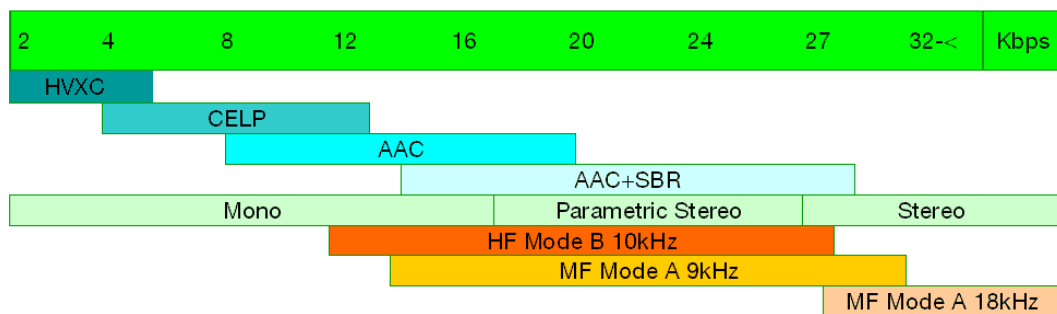 2 4 8 12 16 20 24 27 32-< Kbps
HVXC
CELP
AAC
AAC+SBR
Mono Parametric Stereo Stereo
HF Mode B 10kHz
MF Mode A 9kHz
MF Mode A 18kHz